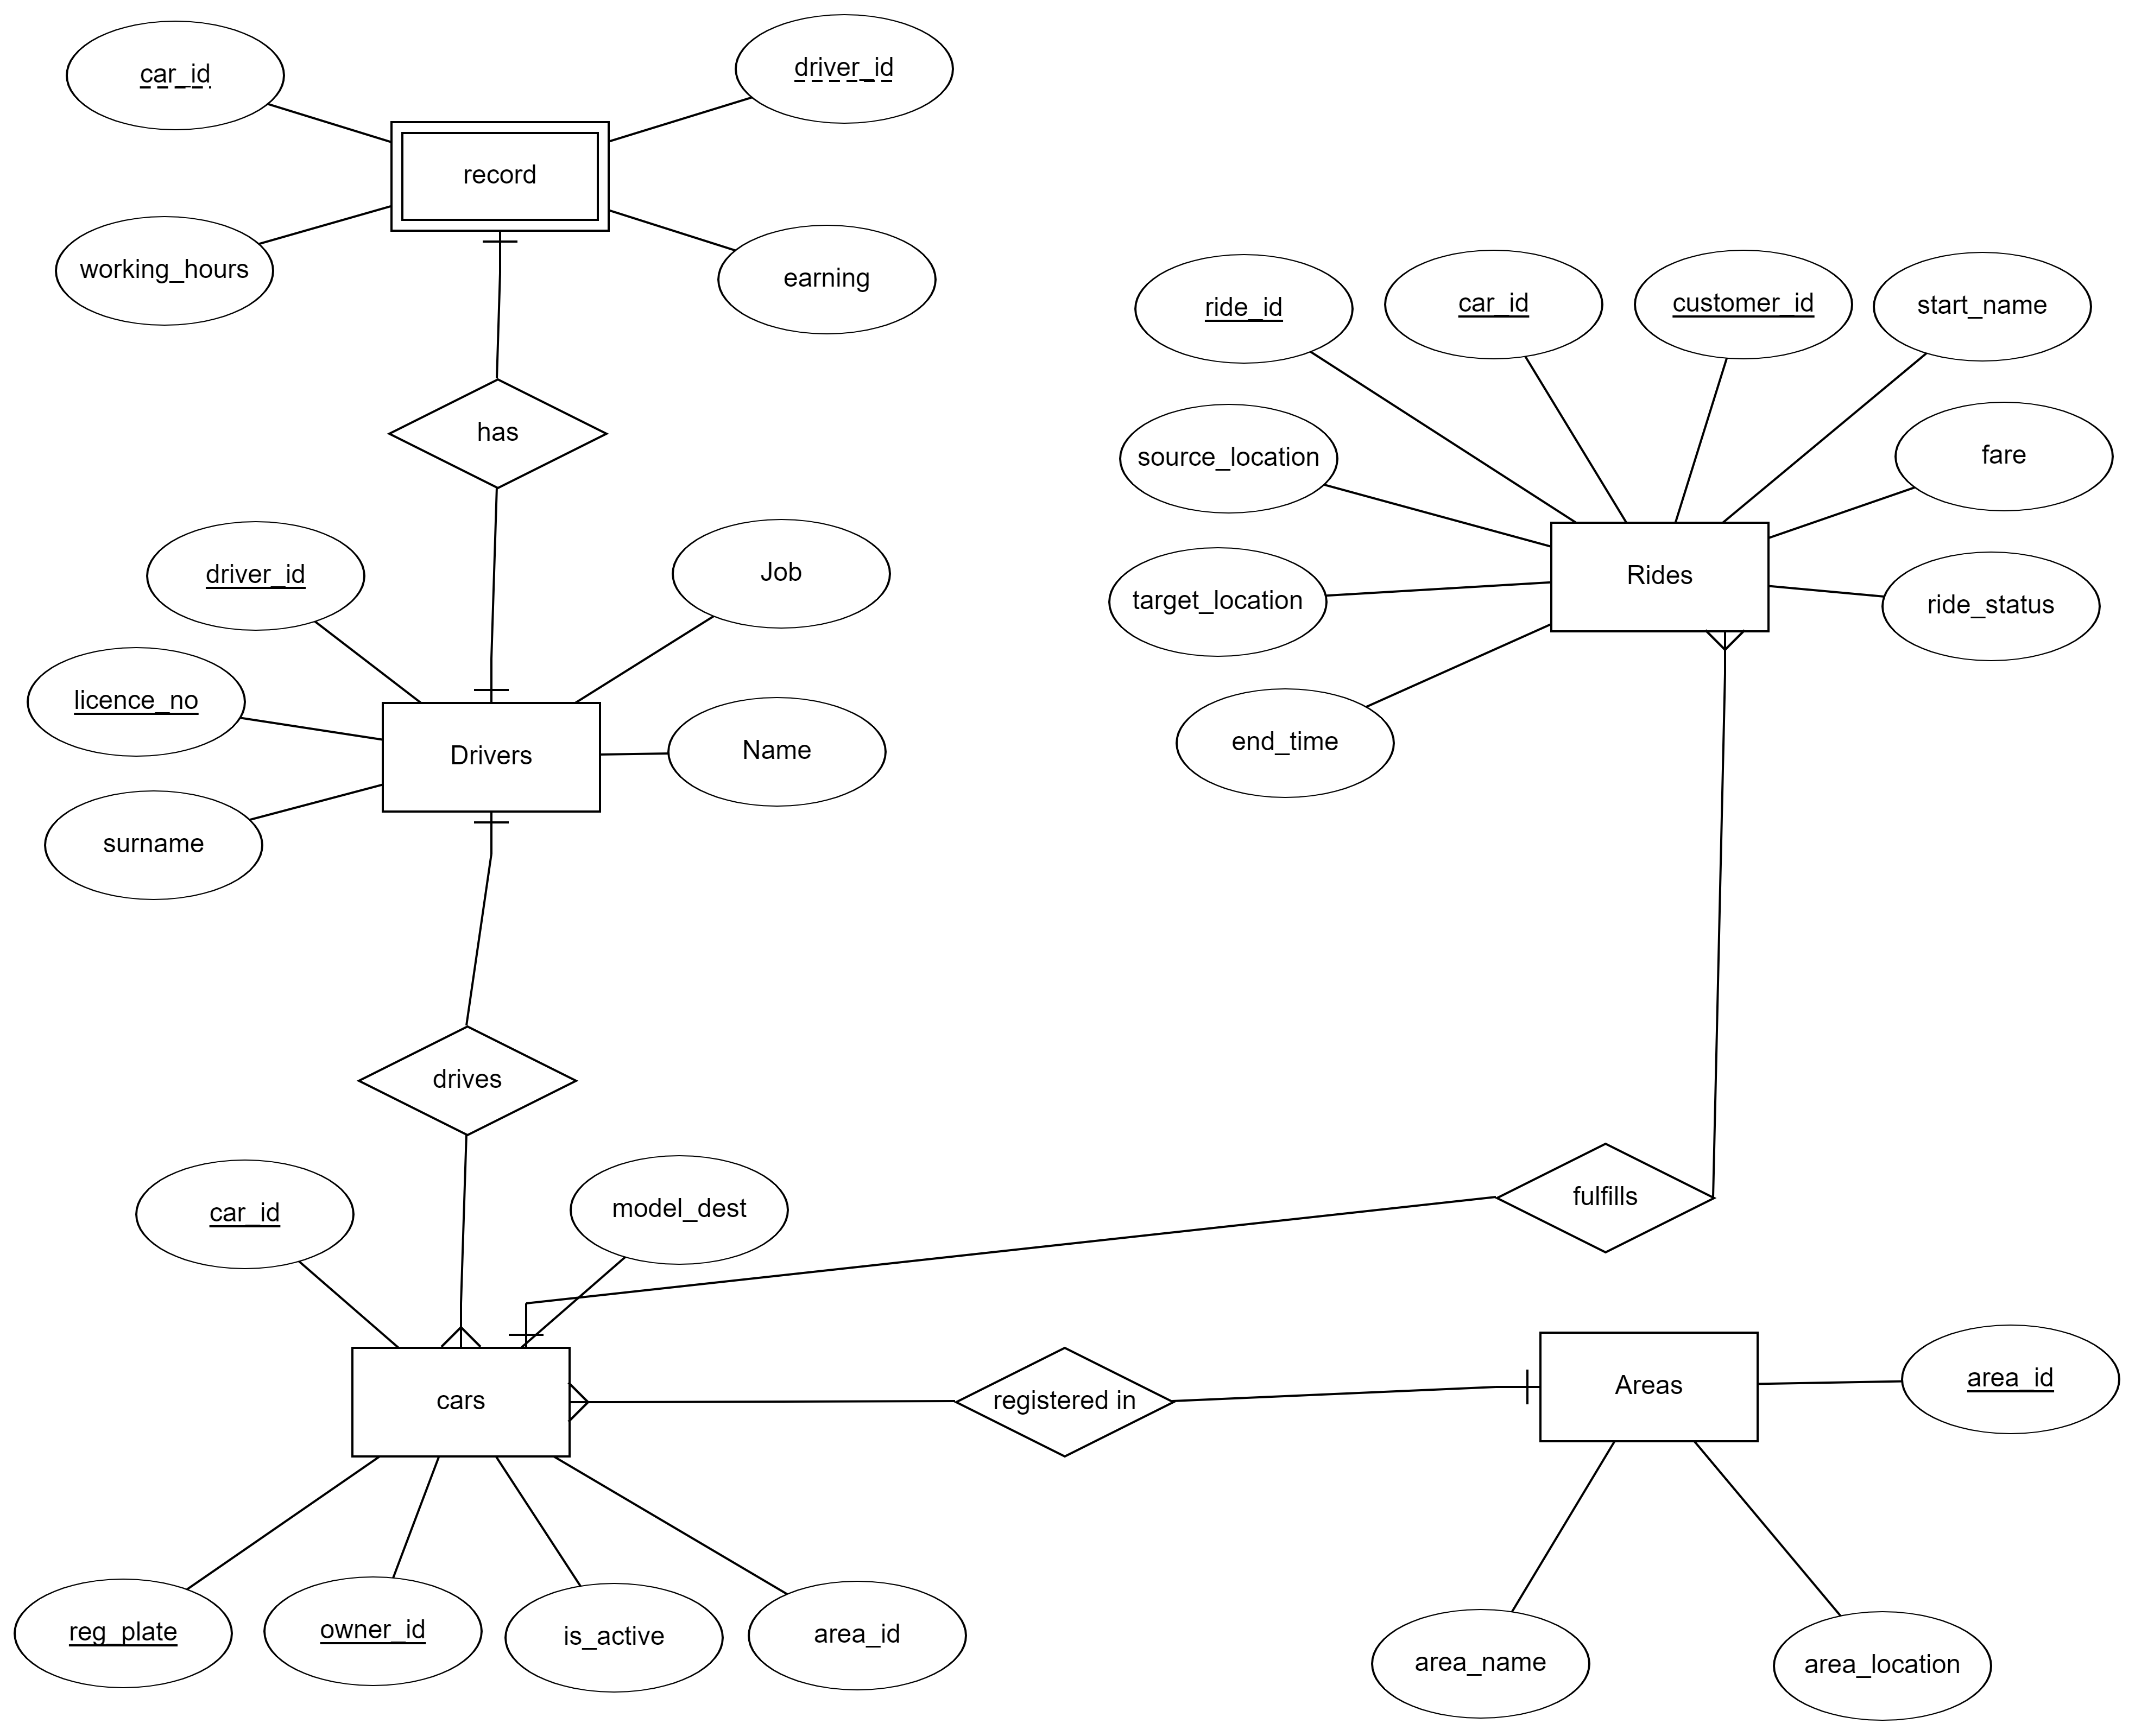 car_id
driver_id
record
working_hours
earning
ride_id
car_id
customer_id
start_name
has
source_location
fare
driver_id
Job
Rides
target_location
ride_status
licence_no
Drivers
Name
end_time
surname
drives
car_id
model_dest
fulfills
cars
registered in
Areas
area_id
reg_plate
owner_id
is_active
area_id
area_name
area_location